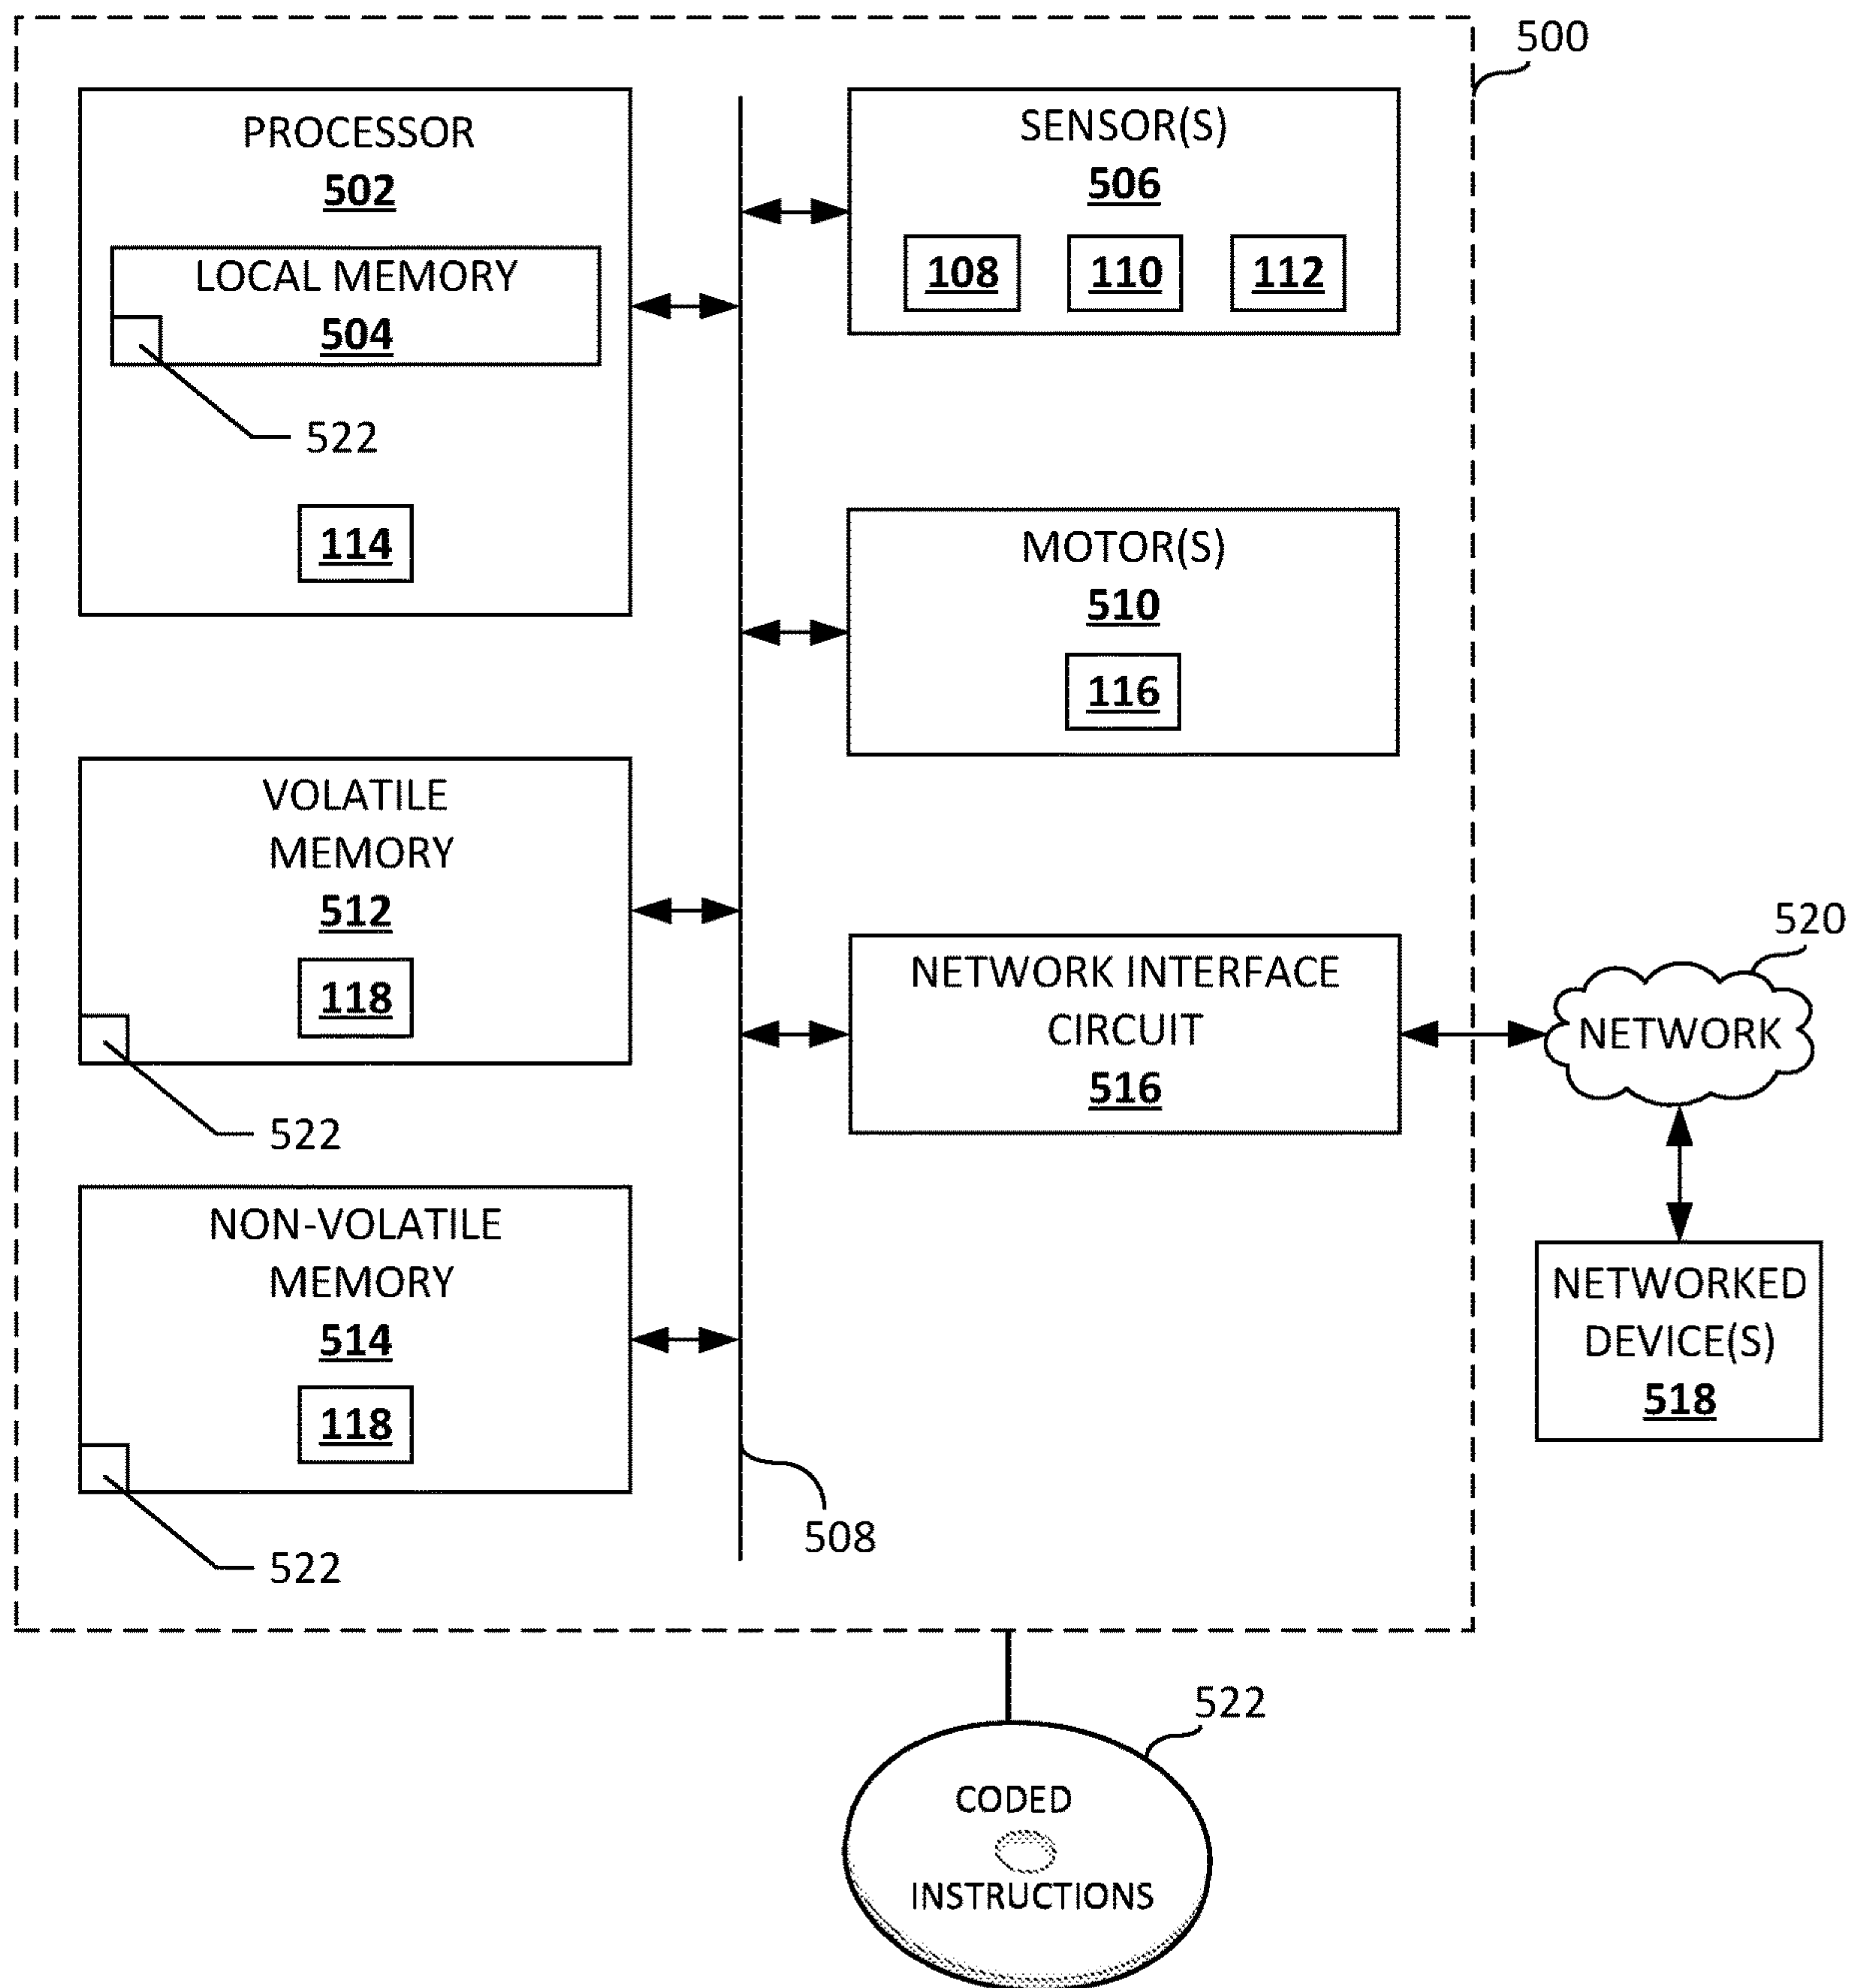 500
PROCESSOR
502
LOCAL MEMORY
504
522
114
SENSOR(S)
506
108 110 112
MOTOR(S)
510
116
VOLATILE
MEMORY
512
118
522
NETWORK INTERFACE
CIRCUIT
516
520
NETWORK
NON-VOLATILE
MEMORY
514
118
522
508
NETWORKED
DEVICE(S)
518
522
CODED
INSTRUCTIONS